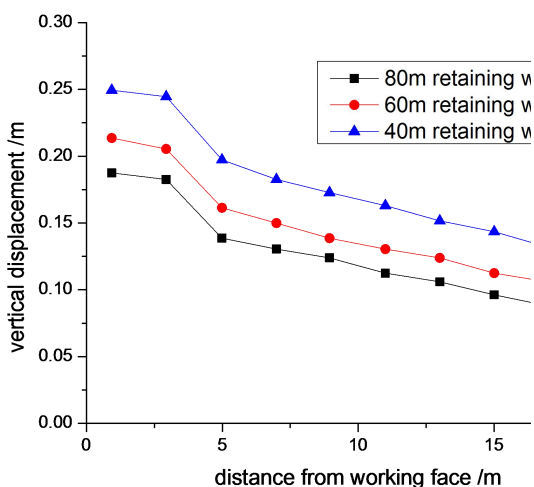 0.30
0.25
0.20
0.15
0.10
0.05
0.00
vertical displacement /m
80m retaining
60m retaining
40m retaining
0
5
10
15
distance from working face /m